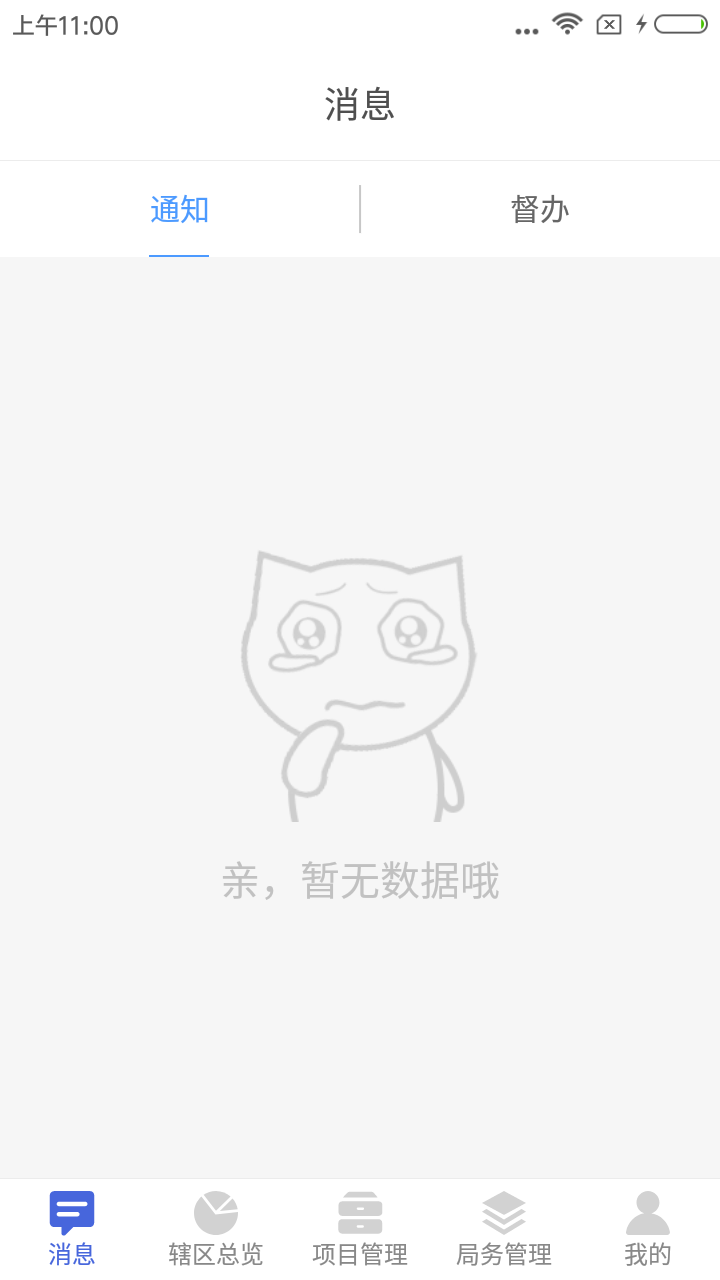 上午11:00
消息
通知
督办
亲，暂无数据哦
消息
辖区总览
项目管理
局务管理
我的